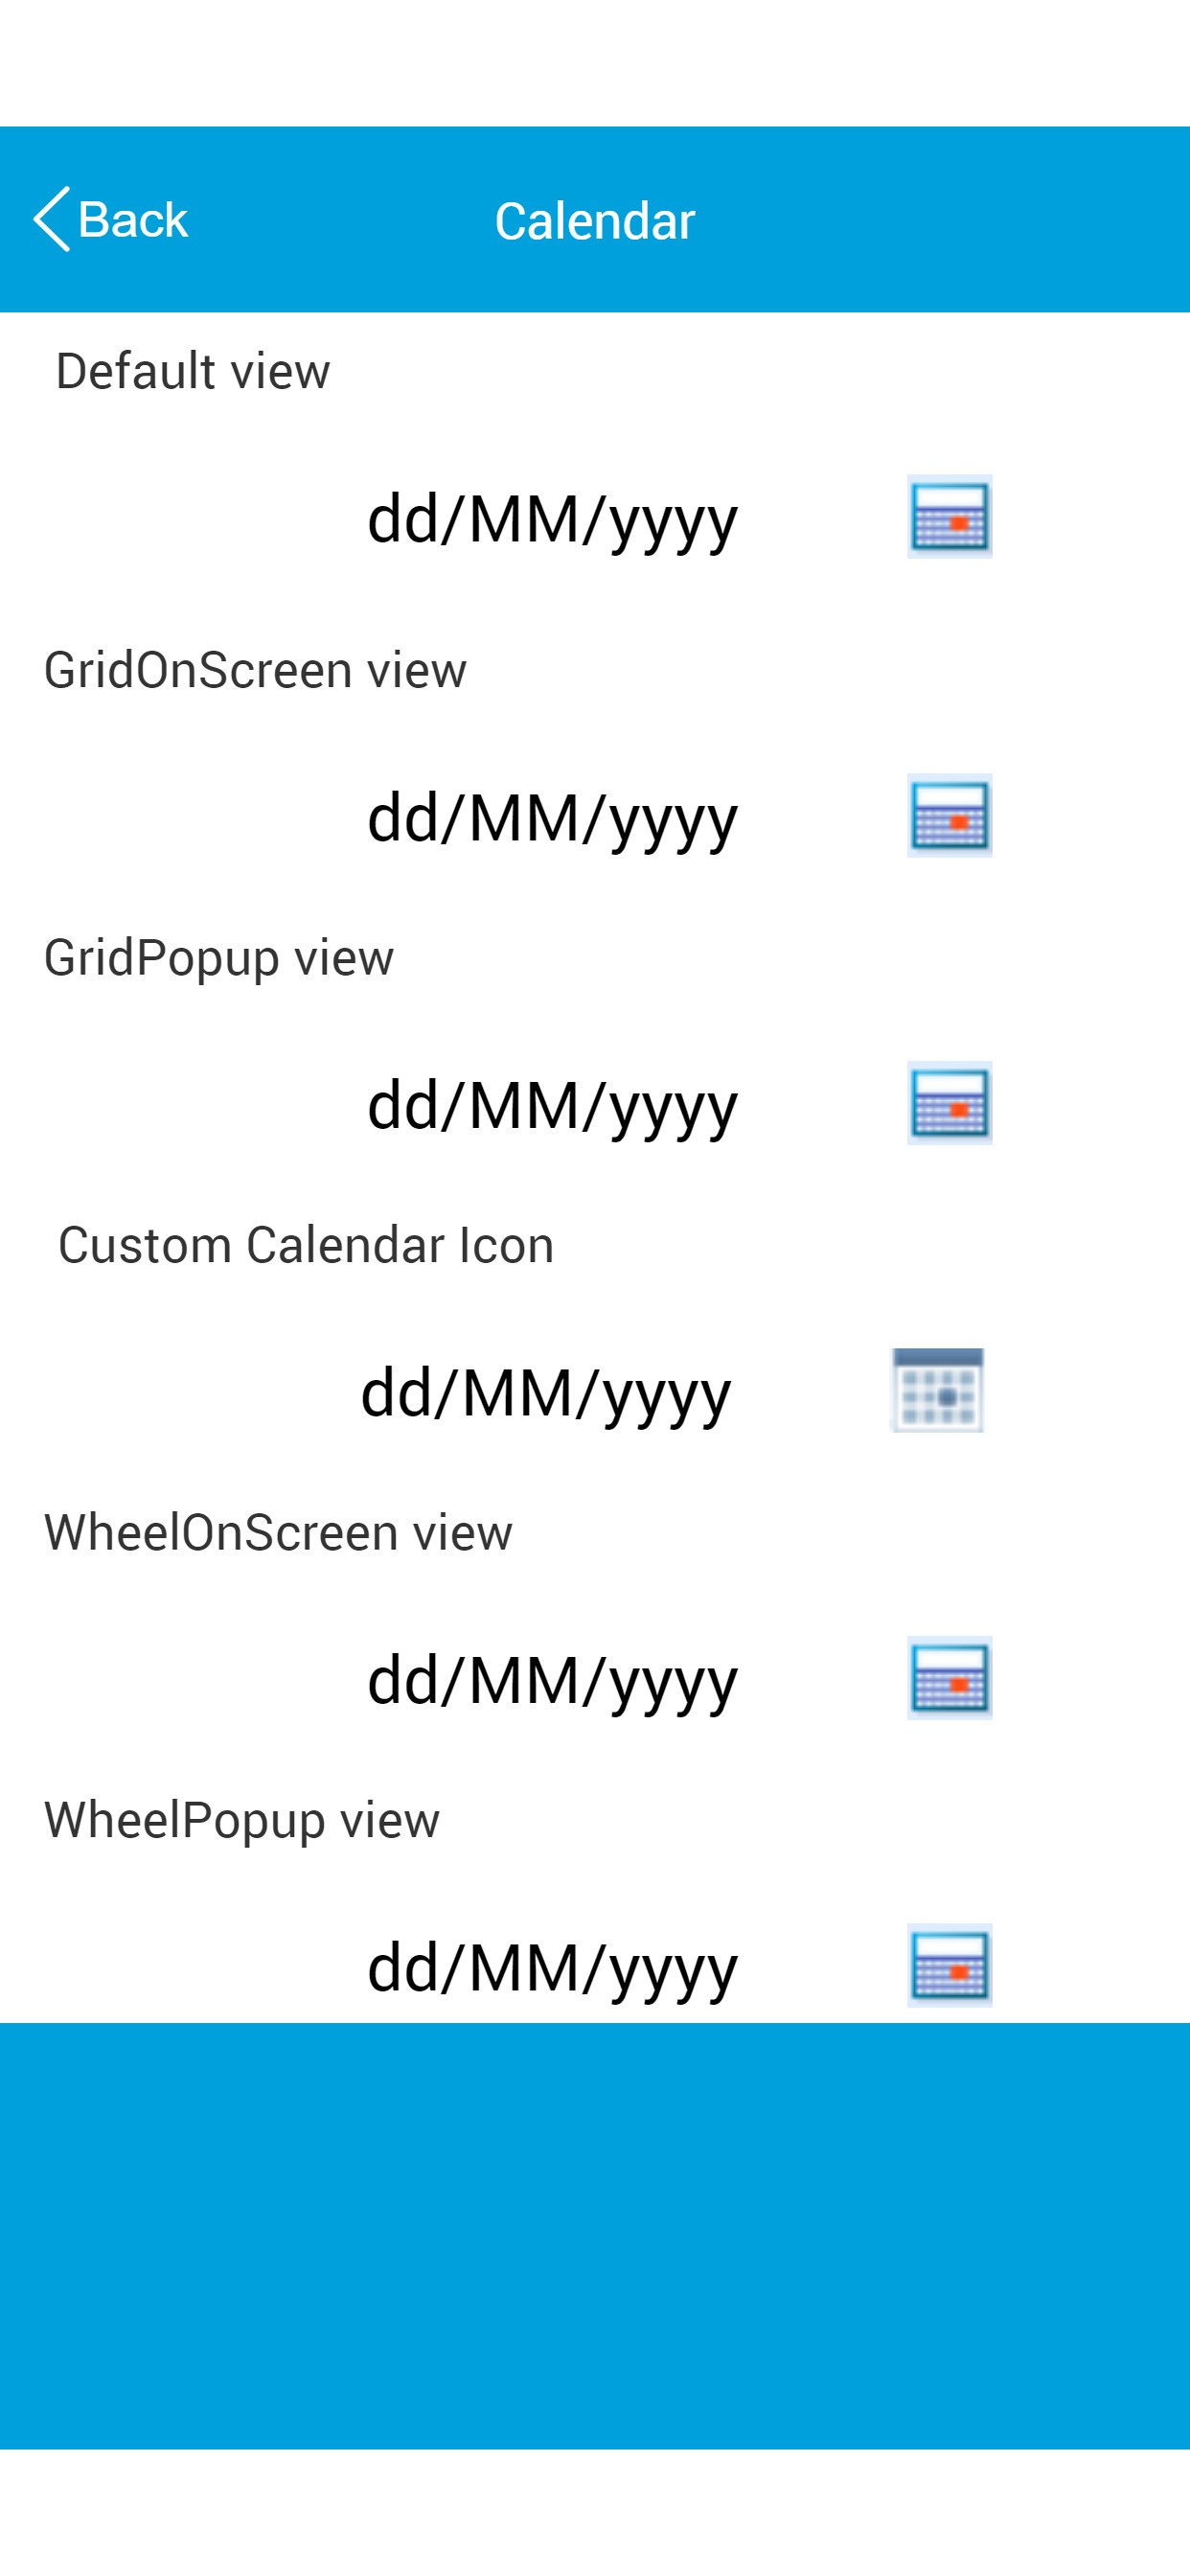 Back
Calendar
Default view
dd/MM/yyyy
GridOnScreen view
dd/MM/yyyy
GridPopup view
dd/MM/yyyy
Custom Calendar Icon
dd/MM/yyyy
WheelOnScreen view
dd/MM/yyyy
WheelPopup view
dd/MM/yyyy